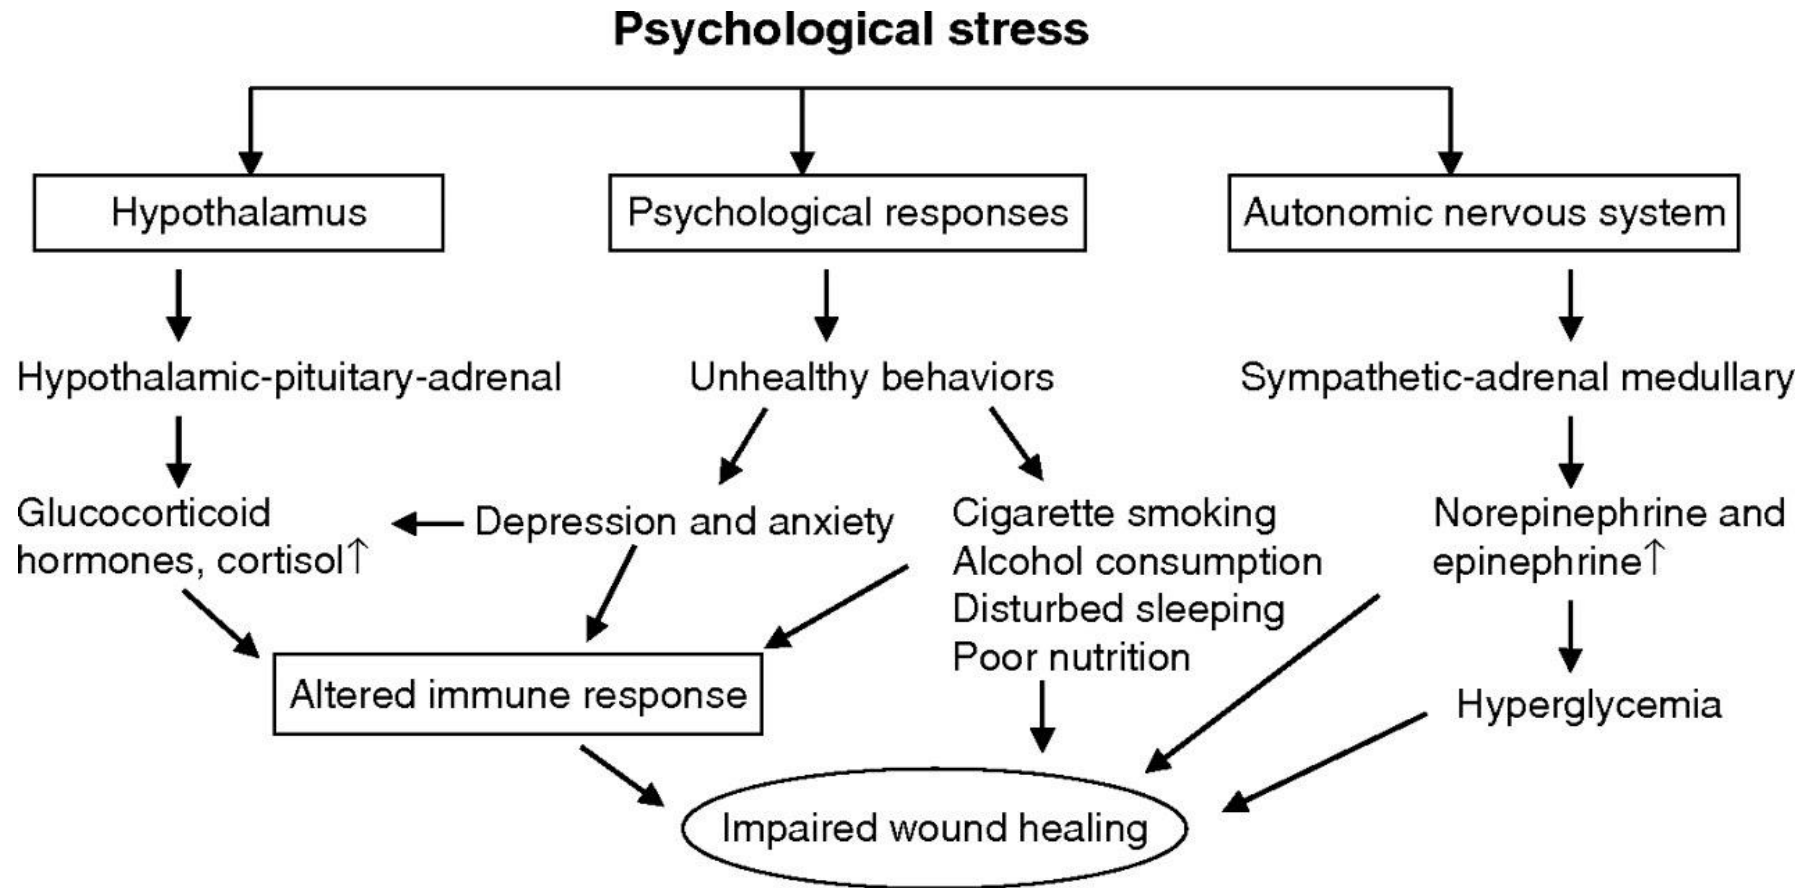 Psychological stress
Hypothalamus
Psychological responses
Autonomic nervous system
Hypothalamic-pituitary-adrenal
Unhealthy behaviors
Sympathetic-adrenal medullary
Glucocorticoid
hormones, cortisol↑
Depression and anxiety
Cigarette smoking
Alcohol consumption
Disturbed sleeping
Poor nutrition
Norepinephrine and
epinephrine↑
Altered immune response
Hyperglycemia
Impaired wound healing